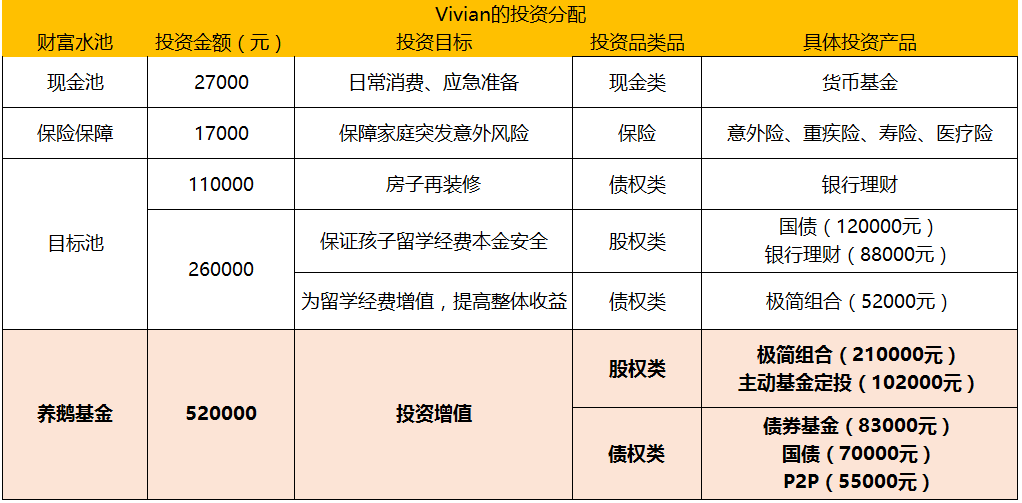 Vivian的投资分配
财富水池 投资金额（元） 投资目标 投资品类品 具体投资产品
现金池 27000 日常消费、应急准备 现金类 货币基金
保险保障 17000 保障家庭突发意外风险 保险 意外险、重疾险、寿险、医疗险
目标池 110000 房子再装修 债权类 银行理财
260000 保证孩子留学经费本金安全 股权类 国债（120000元）
银行理财（88000元）
为留学经费增值，提高整体收益 债权类 极简组合（52000元）
养鹅基金 520000 投资增值 股权类 极简组合（210000元）
主动基金定投（102000元）
债权类 债券基金（83000元）
国债（70000元）
P2P（55000元）